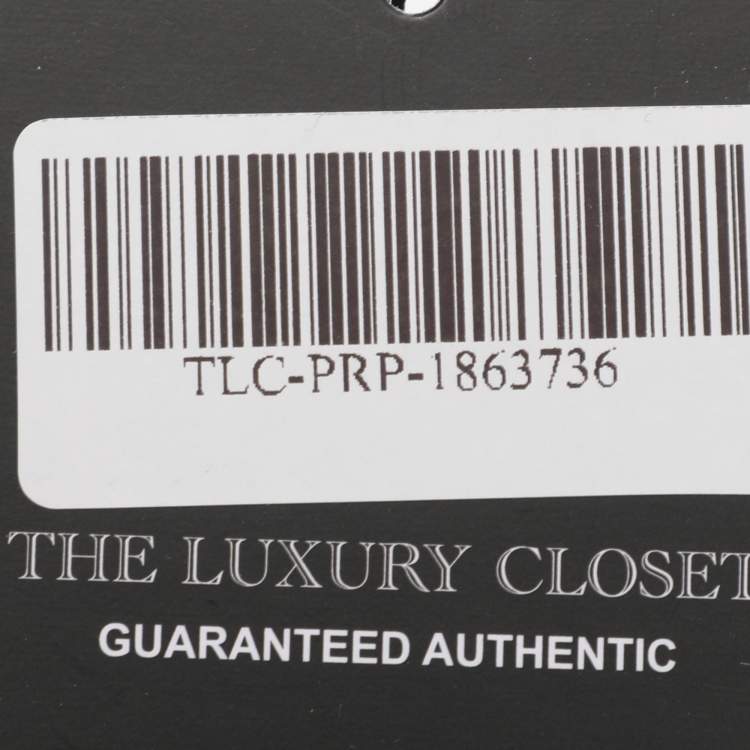 TLC-PRP-1863736
THE LUXURY CLOSET
GUARANTEED AUTHENTIC